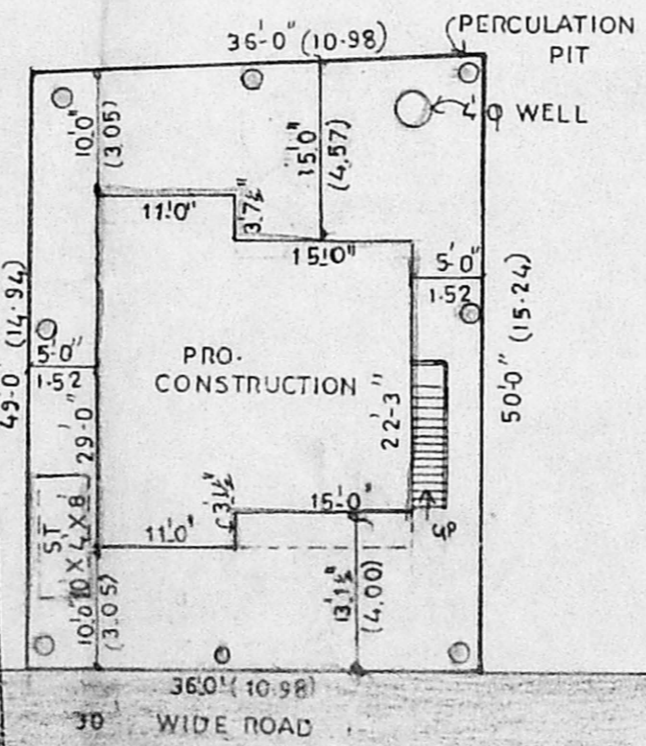 PERCULATION
PIT
36'-0" (10.98)
4' φ WELL
10'0"
(3.05)
15'0"
(4.57)
11'0"
3'7½"
15'0"
5'0"
1.52
49-0" (14.94)
50'0" (15.24)
5'-0"
1.52
PRO.
CONSTRUCTION
29'-0"
22'-3"
S.T
10 X 4' X 8
3'1½"
15'-0"
11'0"
UP
10'0"
(3.05)
13'1½"
(4.00)
36'0" (10.98)
30' WIDE ROAD